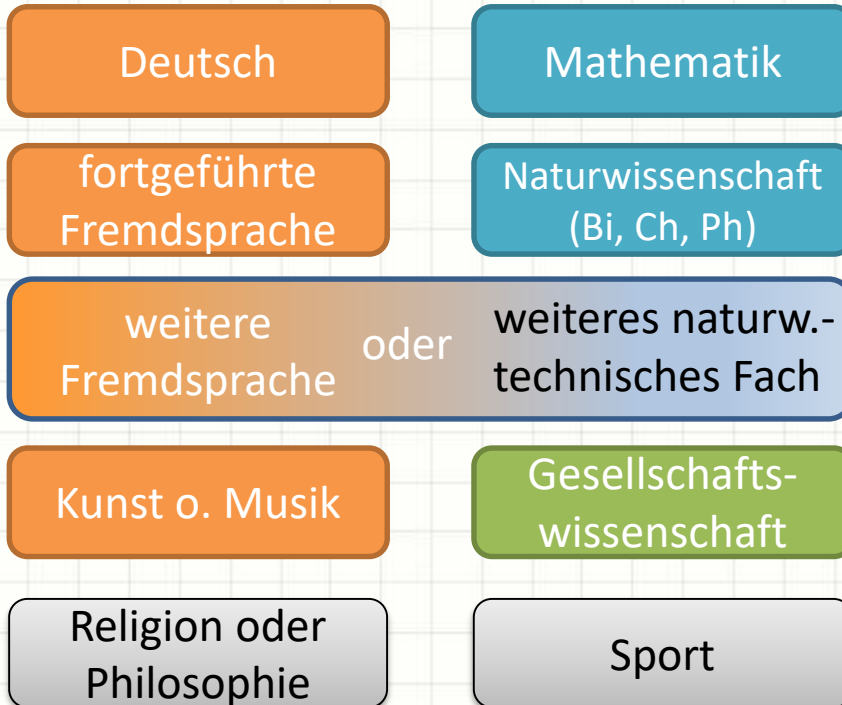 Deutsch
Mathematik
fortgeführte
Fremdsprache
Naturwissenschaft
(Bi, Ch, Ph)
weitere
Fremdsprache
oder
weiteres naturw.-
technisches Fach
Kunst o. Musik
Gesellschafts-
wissenschaft
Religion oder
Philosophie
Sport